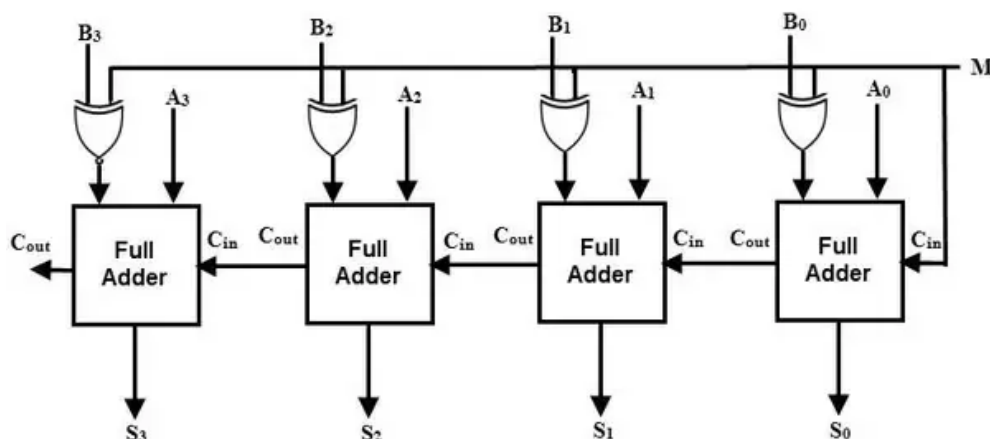 B3 B2 B1 B0
M
A3 A2 A1 A0
Cout Full Adder Cin Cout Full Adder Cin Cout Full Adder Cin Cout Full Adder Cin
S3 S2 S1 S0